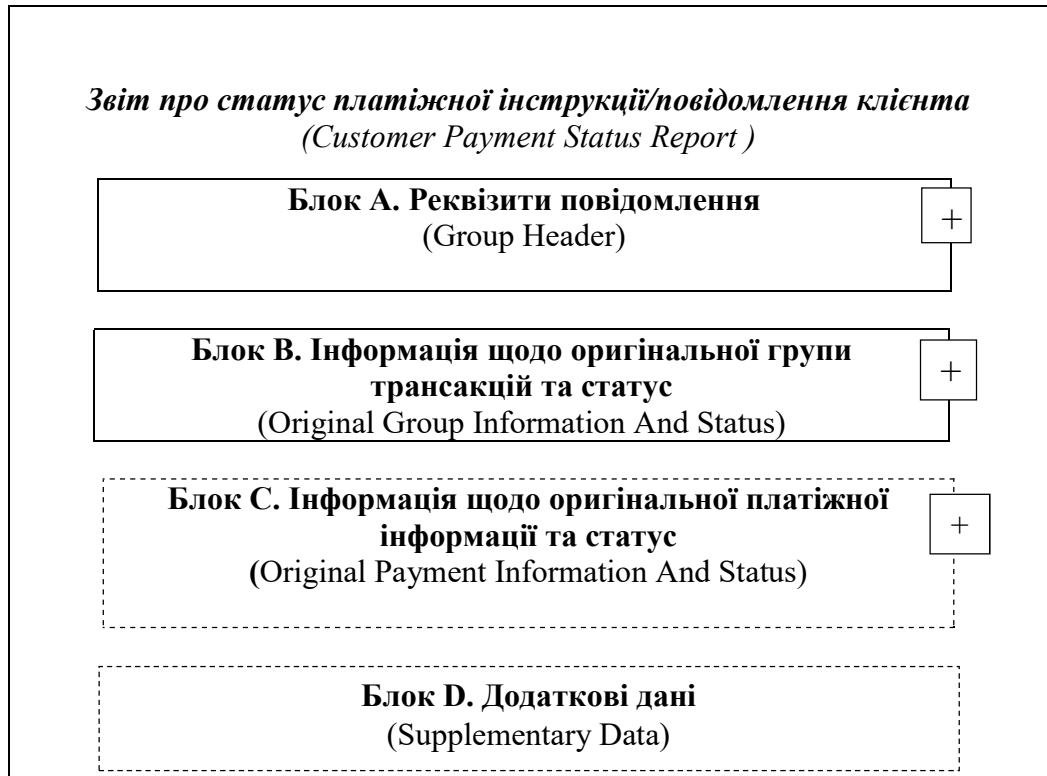 Звіт про статус платіжної інструкції/повідомлення клієнта
(Customer Payment Status Report )
Блок A. Реквізити повідомлення
(Group Header)
+
Блок B. Інформація щодо оригінальної групи
трансакцій та статус
(Original Group Information And Status)
+
Блок C. Інформація щодо оригінальної платіжної
інформації та статус
(Original Payment Information And Status)
+
Блок D. Додаткові дані
(Supplementary Data)